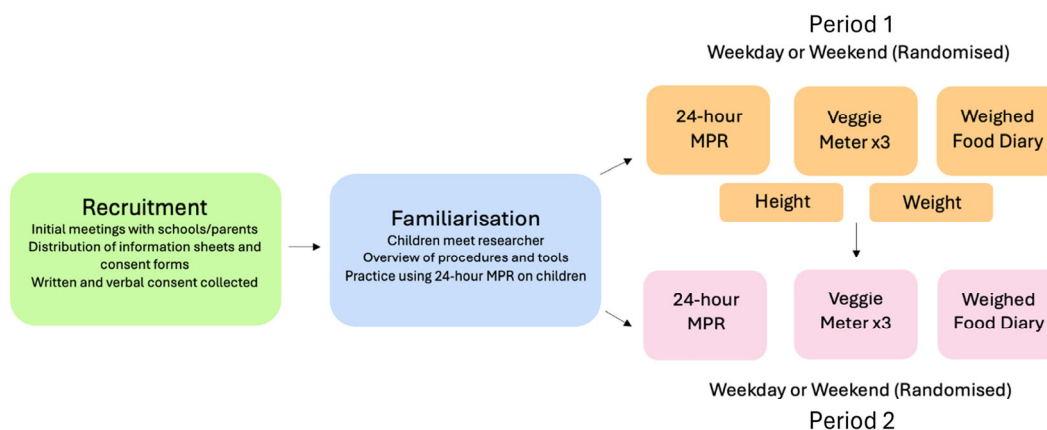 Period 1
Weekday or Weekend (Randomised)
24-hour
MPR
Veggie
Meter x3
Weighed
Food Diary
Height
Weight
Recruitment
Initial meetings with schools/parents
Distribution of information sheets and
consent forms
Written and verbal consent collected
Familiarisation
Children meet researcher
Overview of procedures and tools
Practice using 24-hour MPR on children
24-hour
MPR
Veggie
Meter x3
Weighed
Food Diary
Weekday or Weekend (Randomised)
Period 2